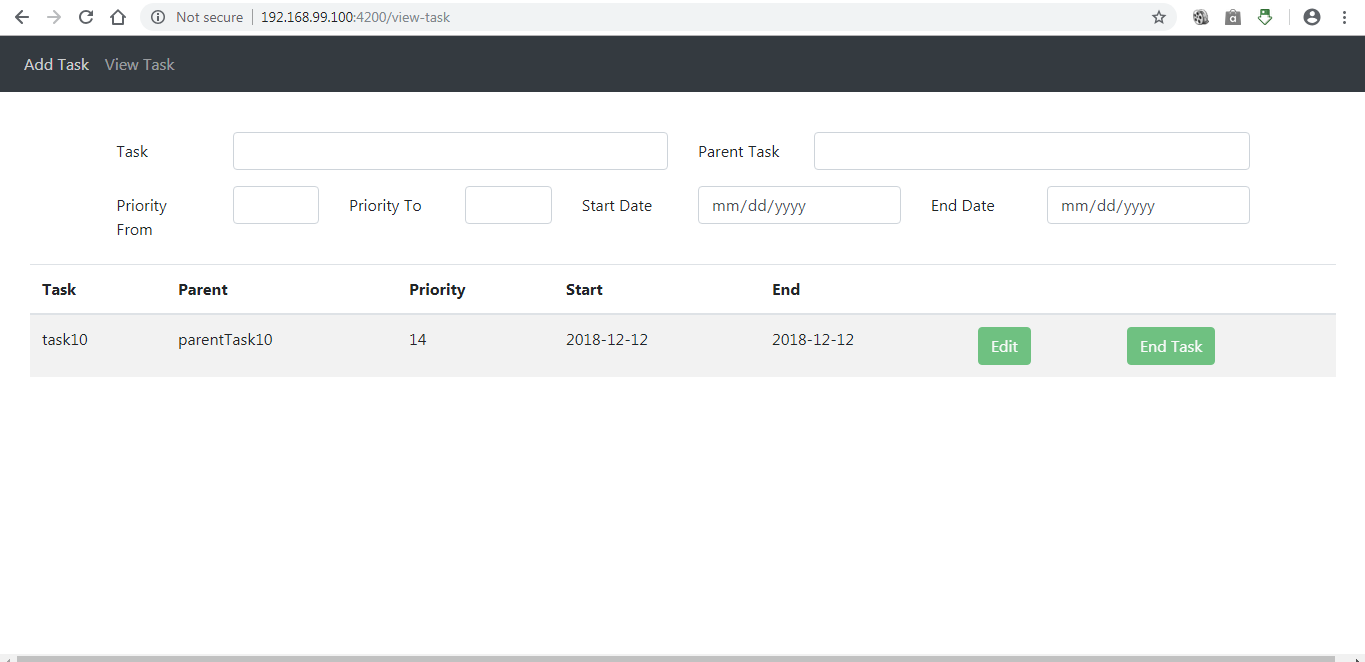 Not secure 192.168.99.100:4200/view-task
Add Task View Task
Task Parent Task
Priority From Priority To Start Date mm/dd/yyyy End Date mm/dd/yyyy
Task Parent Priority Start End
task10 parentTask10 14 2018-12-12 2018-12-12 Edit End Task